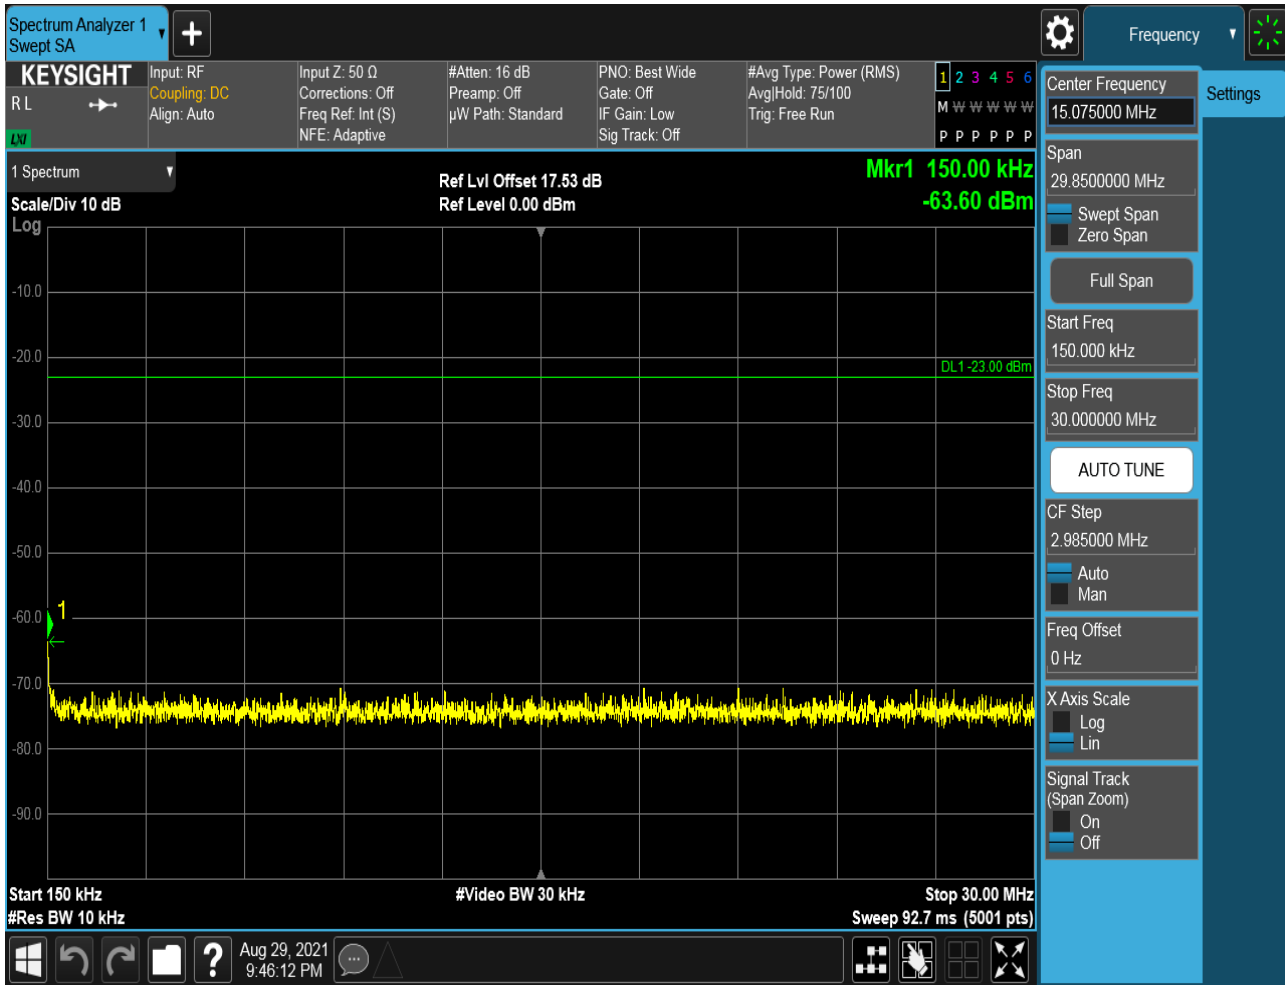 Spectrum Analyzer 1
Swept SA
Frequency
KEYSIGHT
R L
LXI
Input: RF
Coupling: DC
Align: Auto
Input Z: 50 Ω
Corrections: Off
Freq Ref: Int (S)
NFE: Adaptive
#Atten: 16 dB
Preamp: Off
µW Path: Standard
PNO: Best Wide
Gate: Off
IF Gain: Low
Sig Track: Off
#Avg Type: Power (RMS)
Avg|Hold: 75/100
Trig: Free Run
1 2 3 4 5 6
M W W W W W
P P P P P P
Center Frequency
15.075000 MHz
Settings
1 Spectrum
Scale/Div 10 dB
Log
Ref Lvl Offset 17.53 dB
Ref Level 0.00 dBm
Mkr1 150.00 kHz
-63.60 dBm
-10.0
-20.0
DL1 -23.00 dBm
-30.0
-40.0
-50.0
-60.0
1
-70.0
-80.0
-90.0
Start 150 kHz
#Video BW 30 kHz
Stop 30.00 MHz
#Res BW 10 kHz
Sweep 92.7 ms (5001 pts)
Span
29.8500000 MHz
Swept Span
Zero Span
Full Span
Start Freq
150.000 kHz
Stop Freq
30.000000 MHz
AUTO TUNE
CF Step
2.985000 MHz
Auto
Man
Freq Offset
0 Hz
X Axis Scale
Log
Lin
Signal Track
(Span Zoom)
On
Off
?
Aug 29, 2021
9:46:12 PM